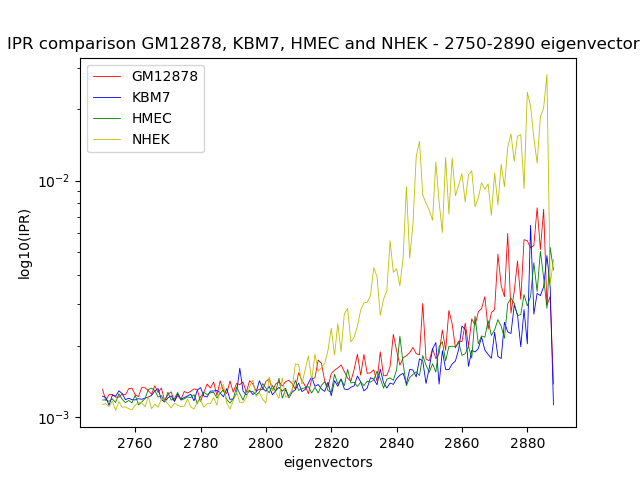 IPR comparison GM12878, KBM7, HMEC and NHEK - 2750-2890 eigenvector
GM12878
KBM7
HMEC
NHEK
10⁻²
10⁻³
log10(IPR)
2760 2780 2800 2820 2840 2860 2880
eigenvectors